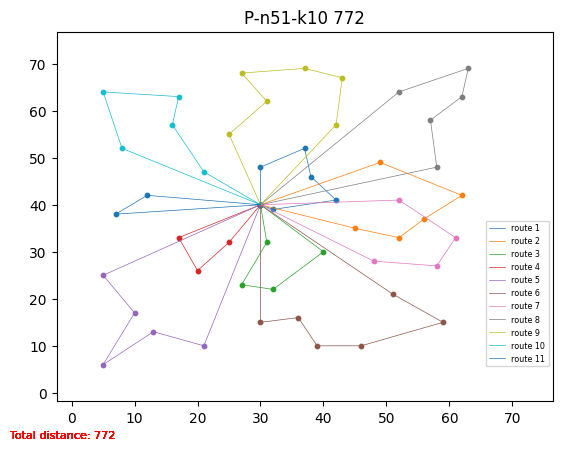 P-n51-k10 772
70
60
50
40
30
20
10
0
0 10 20 30 40 50 60 70
route 1
route 2
route 3
route 4
route 5
route 6
route 7
route 8
route 9
route 10
route 11
Total distance: 772